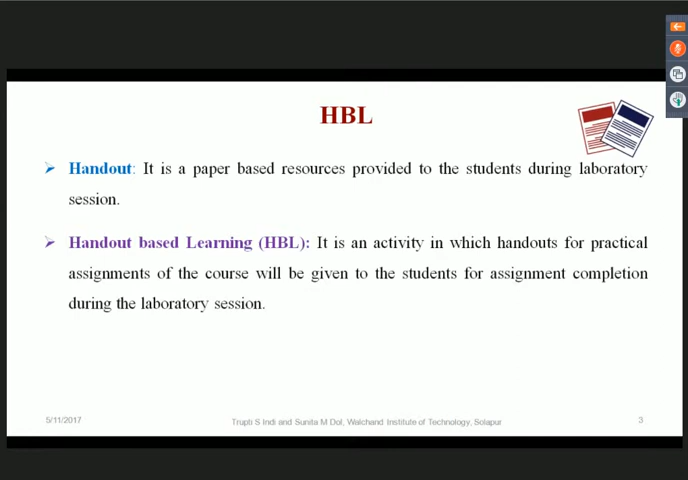 HBL
Handout: It is a paper based resources provided to the students during laboratory
session.
Handout based Learning (HBL): It is an activity in which handouts for practical
assignments of the course will be given to the students for assignment completion
during the laboratory session.
5/11/2017
Trupti S Indi and Sunita M Dol, Walchand Institute of Technology, Solapur
3